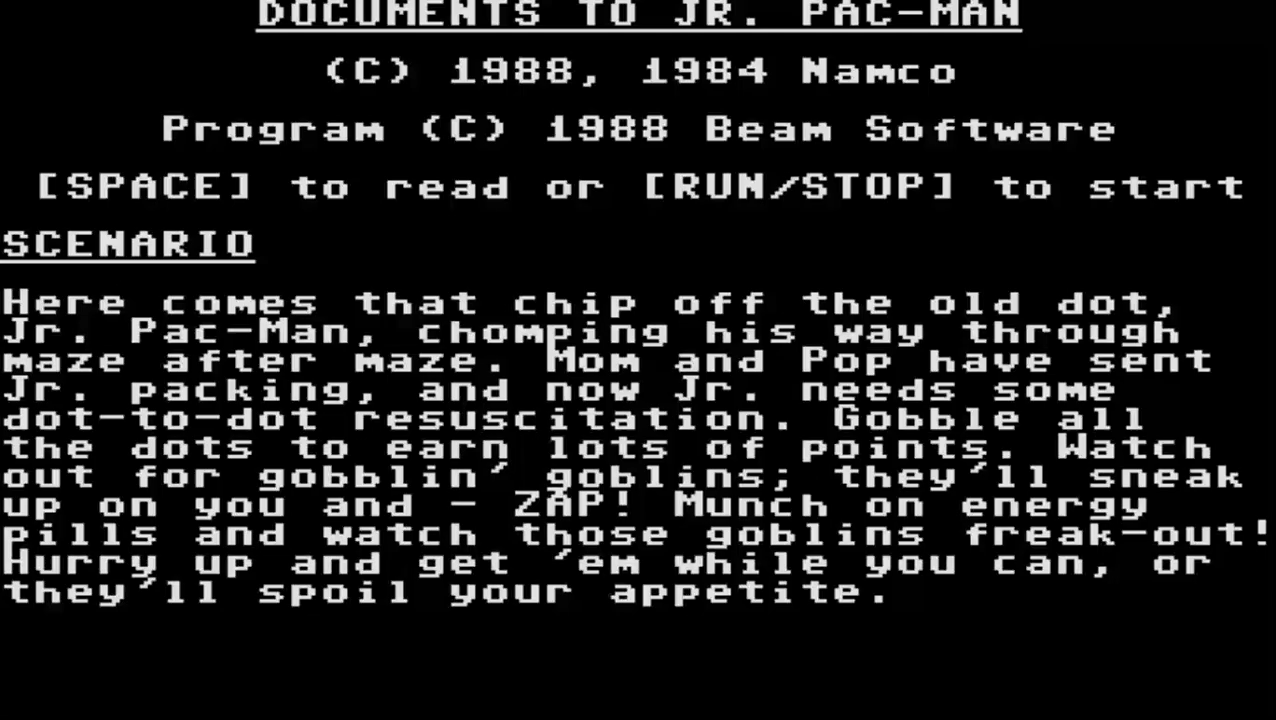 DOCUMENTS TO JR. PAC-MAN
(C) 1988, 1984 Namco
Program (C) 1988 Beam Software
[SPACE] to read or [RUN/STOP] to start
SCENARIO
Here comes that chip off the old dot,
Jr. Pac-Man, chomping his way through
maze after maze. Mom and Pop have sent
Jr. packing, and now Jr. needs some
dot-to-dot resuscitation. Gobble all
the dots to earn lots of points. Watch
out for gobblin' goblins; they'll sneak
up on you and - ZAP! Munch on energy
pills and watch those goblins freak-out!
Hurry up and get 'em while you can, or
they'll spoil your appetite.